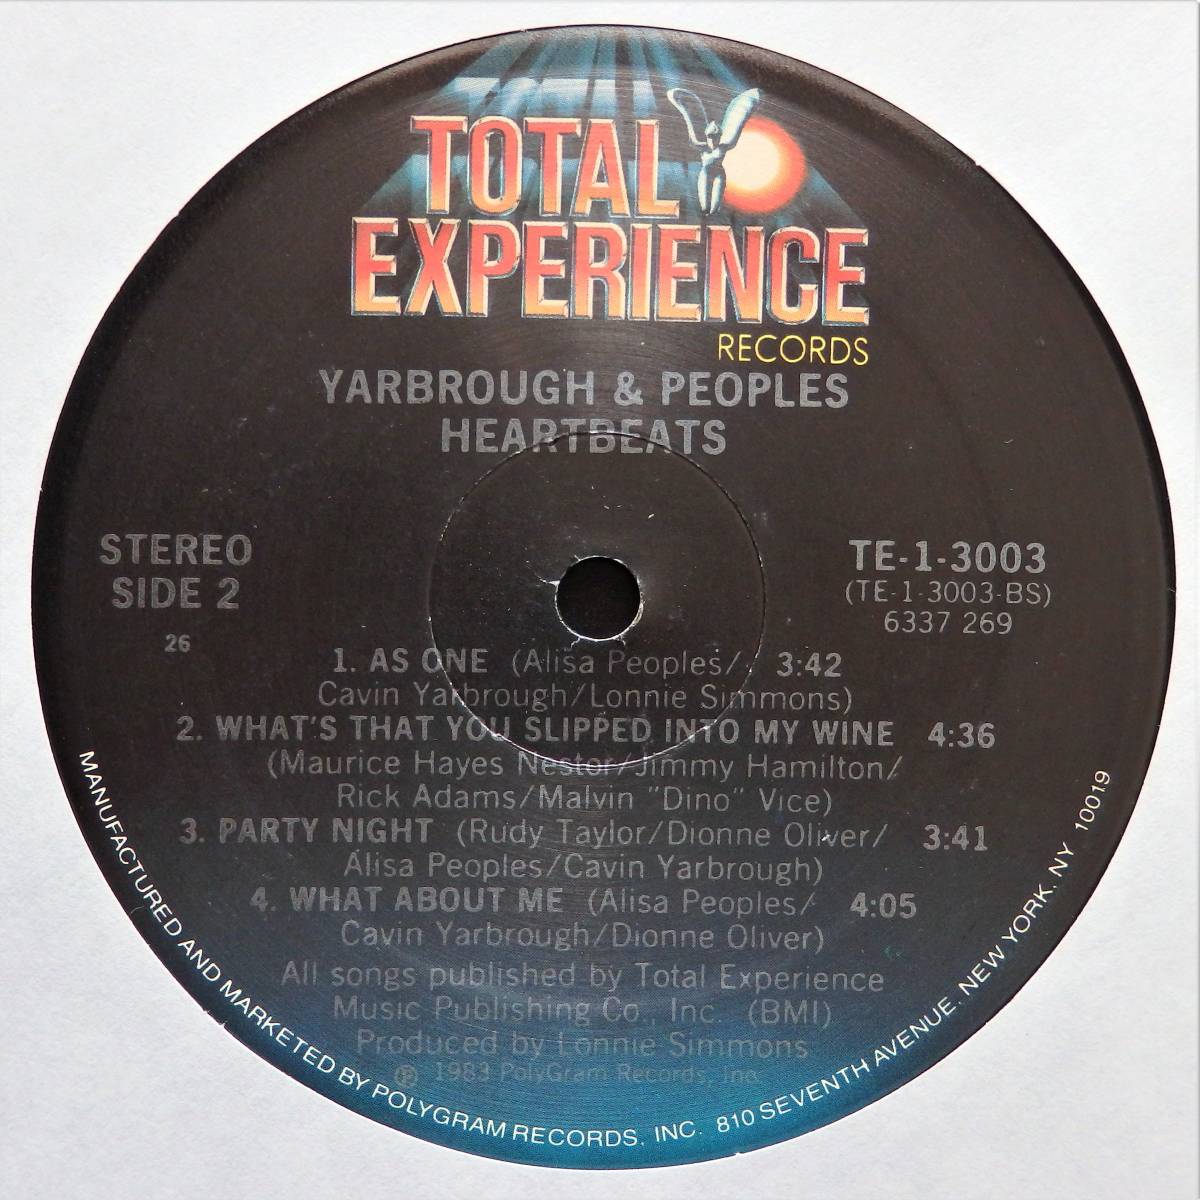 TOTAL
EXPERIENCE
RECORDS
YARBROUGH & PEOPLES
HEARTBEATS
STEREO
SIDE 2
26
TE-1-3003
(TE-1-3003-BS)
6337 269
1. AS ONE (Alisa Peoples/ 3:42
Cavin Yarbrough/Lonnie Simmons)
2. WHAT'S THAT YOU SLIPPED INTO MY WINE 4:36
(Maurice Hayes Nestor/Jimmy Hamilton/
Rick Adams/Malvin "Dino" Vice)
3. PARTY NIGHT (Rudy Taylor/Dionne Oliver/ 3:41
Alisa Peoples/Cavin Yarbrough)
4. WHAT ABOUT ME (Alisa Peoples/ 4:05
Cavin Yarbrough/Dionne Oliver)
All songs published by Total Experience
Music Publishing Co., Inc. (BMI)
Produced by Lonnie Simmons
℗ 1983 PolyGram Records, Inc.
MANUFACTURED AND MARKETED BY POLYGRAM RECORDS, INC. 810 SEVENTH AVENUE, NEW YORK, NY 10019